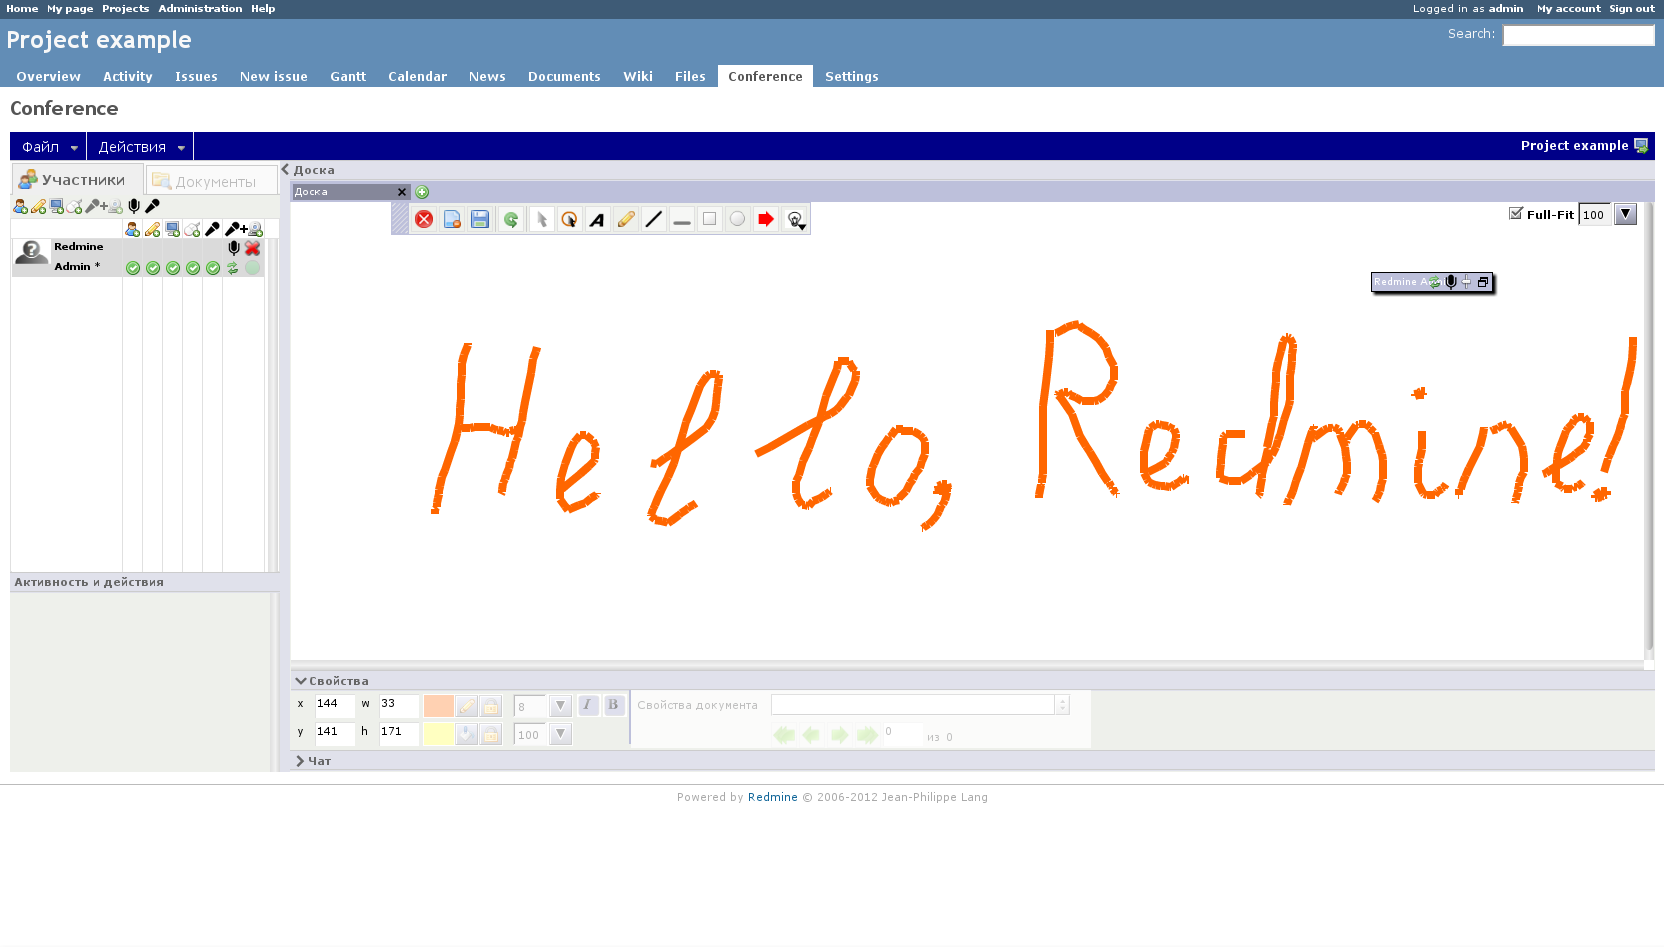 Home My page Projects Administration Help Logged in as admin My account Sign out
Project example Search:
Overview Activity Issues New issue Gantt Calendar News Documents Wiki Files Conference Settings
Conference
Файл Действия Project example
Участники Документы Доска
Доска
Full-Fit 100
Redmine
Admin *
Redmine
Hello, Redmine!
Активность и действия
Свойства
x 144 w 33 8 I B Свойства документа
y 141 h 171 100 0 из 0
Чат
Powered by Redmine © 2006-2012 Jean-Philippe Lang